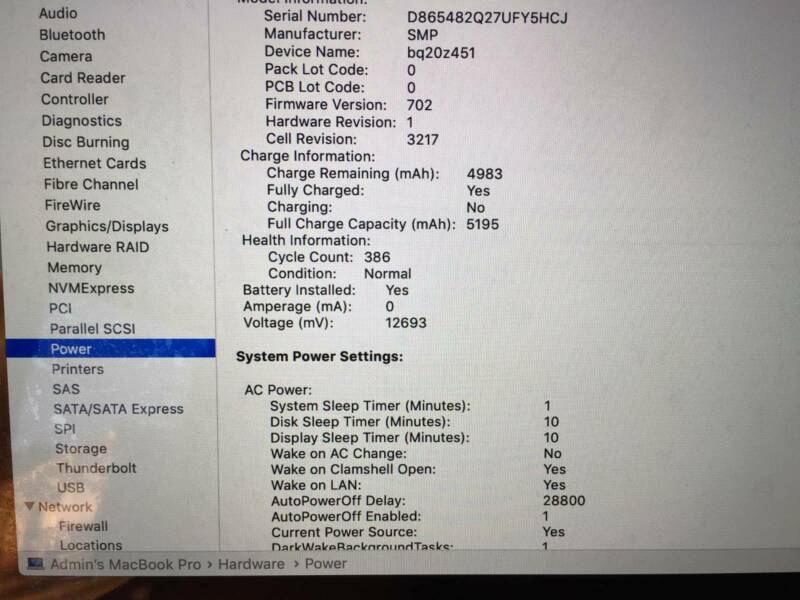 Audio
Bluetooth
Camera
Card Reader
Controller
Diagnostics
Disc Burning
Ethernet Cards
Fibre Channel
FireWire
Graphics/Displays
Hardware RAID
Memory
NVMExpress
PCI
Parallel SCSI
Power
Printers
SAS
SATA/SATA Express
SPI
Storage
Thunderbolt
USB
Network
Firewall
Locations
Model Information:
Serial Number: D865482Q27UFY5HCJ
Manufacturer: SMP
Device Name: bq20z451
Pack Lot Code: 0
PCB Lot Code: 0
Firmware Version: 702
Hardware Revision: 1
Cell Revision: 3217
Charge Information:
Charge Remaining (mAh): 4983
Fully Charged: Yes
Charging: No
Full Charge Capacity (mAh): 5195
Health Information:
Cycle Count: 386
Condition: Normal
Battery Installed: Yes
Amperage (mA): 0
Voltage (mV): 12693
System Power Settings:
AC Power:
System Sleep Timer (Minutes): 1
Disk Sleep Timer (Minutes): 10
Display Sleep Timer (Minutes): 10
Wake on AC Change: No
Wake on Clamshell Open: Yes
Wake on LAN: Yes
AutoPowerOff Delay: 28800
AutoPowerOff Enabled: 1
Current Power Source: Yes
DarkWakeBackgroundTasks: 1
Admin's MacBook Pro › Hardware › Power